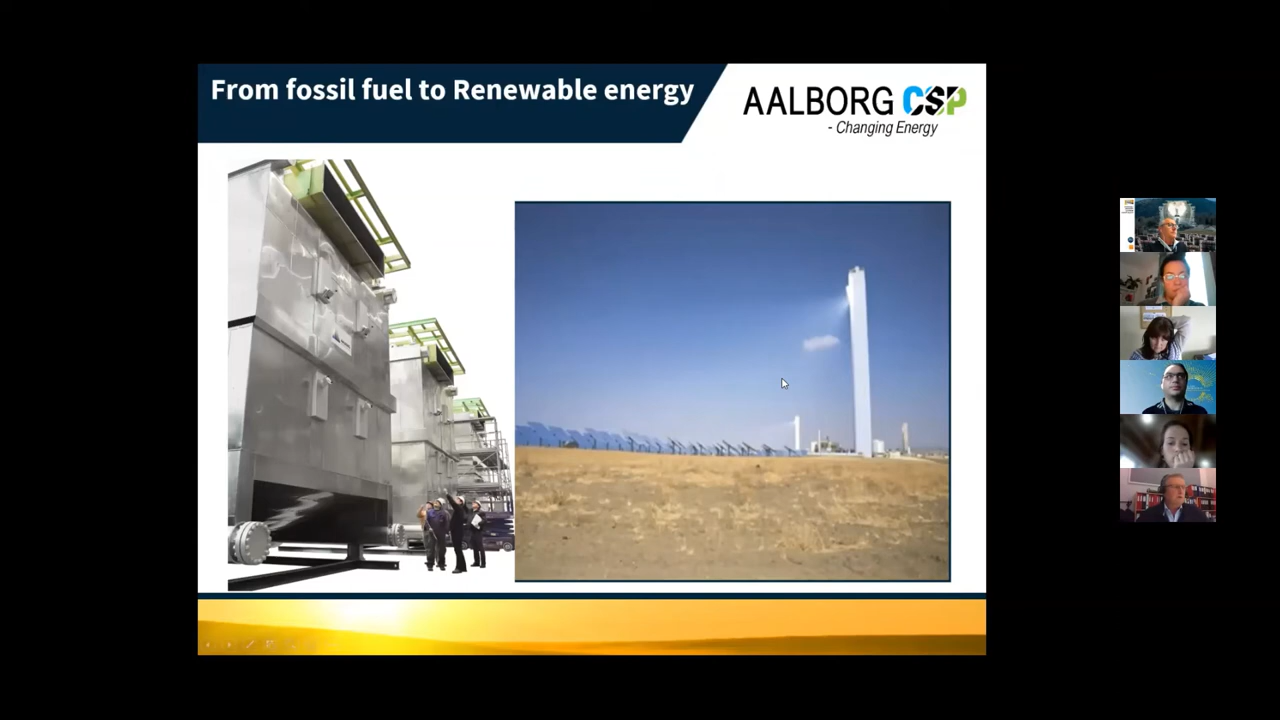 From fossil fuel to Renewable energy
AALBORG CSP
- Changing Energy